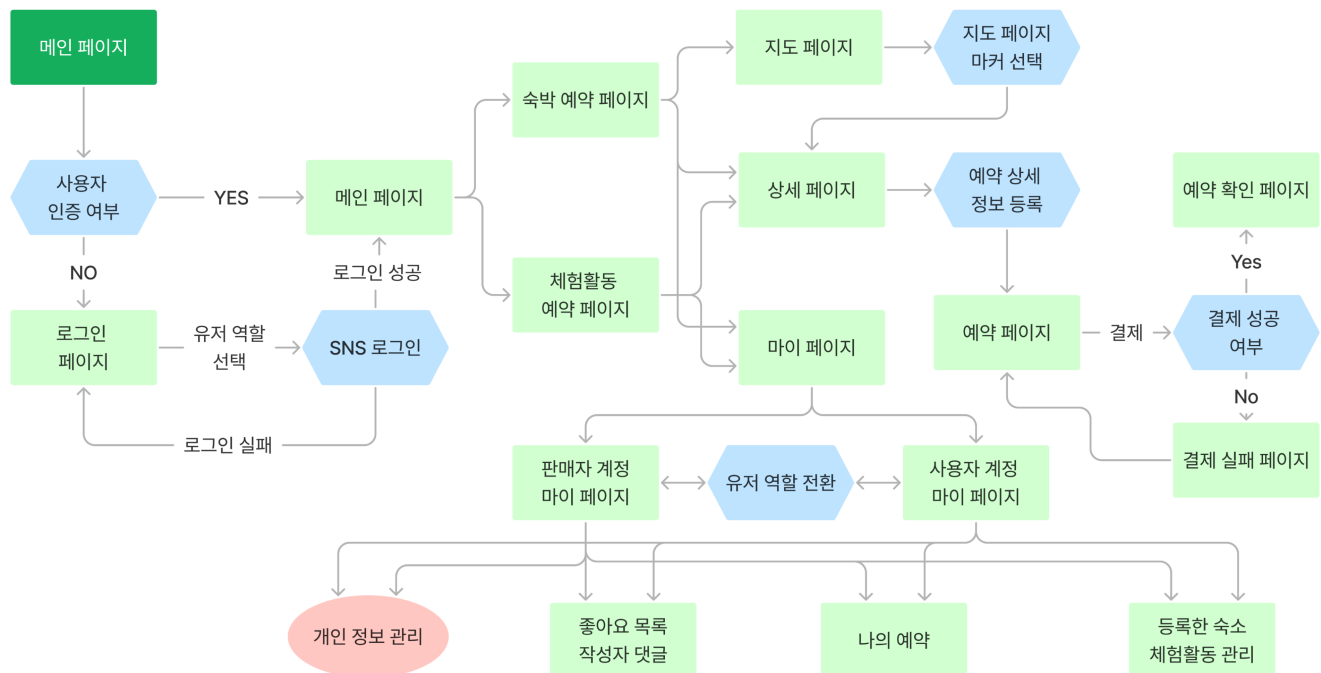 메인 페이지
사용자
인증 여부
YES
NO
로그인
페이지
유저 역할
선택
SNS 로그인
로그인 성공
로그인 실패
메인 페이지
숙박 예약 페이지
체험활동
예약 페이지
지도 페이지
지도 페이지
마커 선택
상세 페이지
예약 상세
정보 등록
예약 페이지
결제
결제 성공
여부
Yes
예약 확인 페이지
No
결제 실패 페이지
마이 페이지
판매자 계정
마이 페이지
유저 역할 전환
사용자 계정
마이 페이지
개인 정보 관리
좋아요 목록
작성자 댓글
나의 예약
등록한 숙소
체험활동 관리